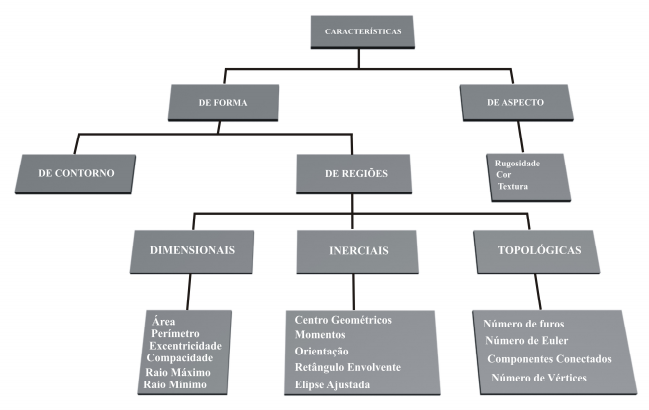 CARACTERÍSTICAS
DE FORMA
DE ASPECTO
DE CONTORNO
DE REGIÕES
Rugosidade
Cor
Textura
DIMENSIONAIS
INERCIAIS
TOPOLÓGICAS
Área
Perímetro
Excentricidade
Compacidade
Raio Máximo
Raio Mínimo
Centro Geométricos
Momentos
Orientação
Retângulo Envolvente
Elipse Ajustada
Número de furos
Número de Euler
Componentes Conectados
Número de Vértices